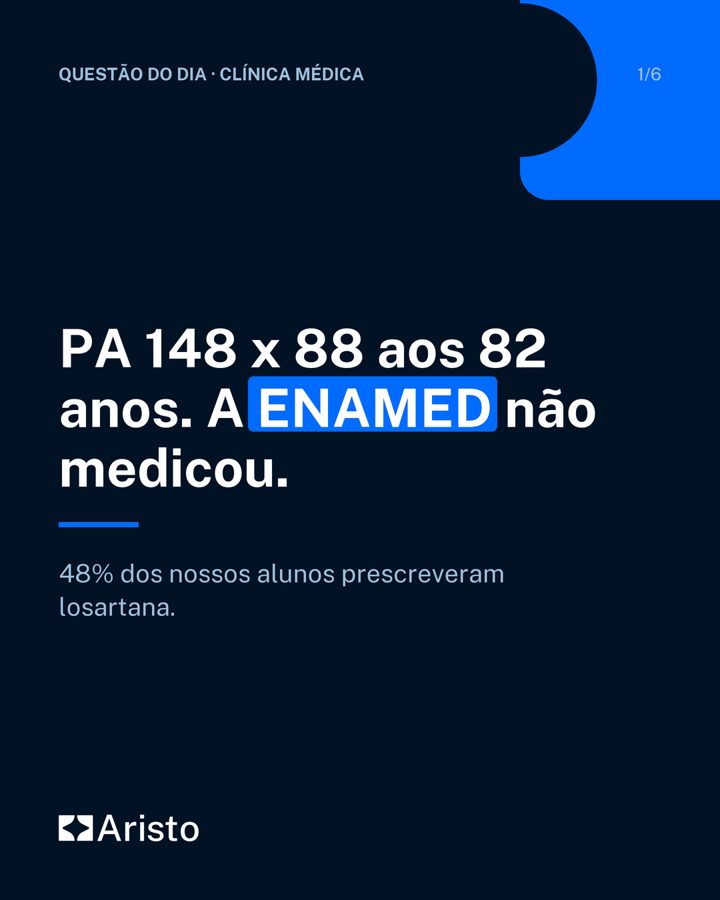 QUESTÃO DO DIA · CLÍNICA MÉDICA
1/6
PA 148 x 88 aos 82
anos. A ENAMED não
medicou.
48% dos nossos alunos prescreveram
losartana.
Aristo